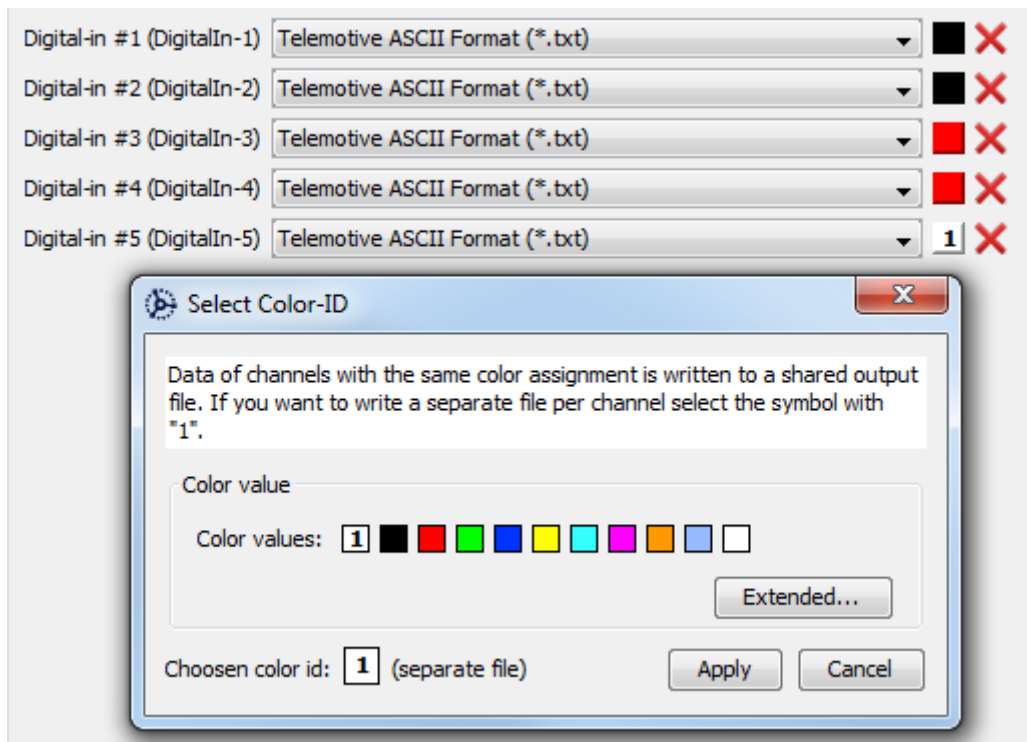 Digital-in #1 (DigitalIn-1) Telemotive ASCII Format (*.txt)
Digital-in #2 (DigitalIn-2) Telemotive ASCII Format (*.txt)
Digital-in #3 (DigitalIn-3) Telemotive ASCII Format (*.txt)
Digital-in #4 (DigitalIn-4) Telemotive ASCII Format (*.txt)
Digital-in #5 (DigitalIn-5) Telemotive ASCII Format (*.txt) 1
Select Color-ID
Data of channels with the same color assignment is written to a shared output
file. If you want to write a separate file per channel select the symbol with
"1".
Color value
Color values: 1
Extended...
Choosen color id: 1 (separate file) Apply Cancel